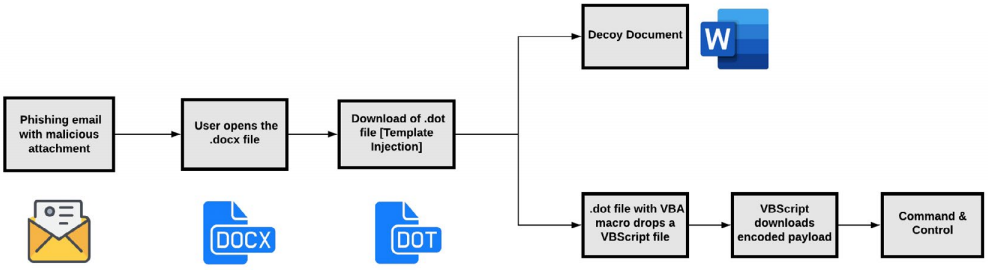 Phishing email
with malicious
attachment
User opens the
.docx file
Download of .dot
file [Template
Injection]
Decoy Document
W
.dot file with VBA
macro drops a
VBScript file
VBScript
downloads
encoded payload
Command &
Control
DOCX
DOT